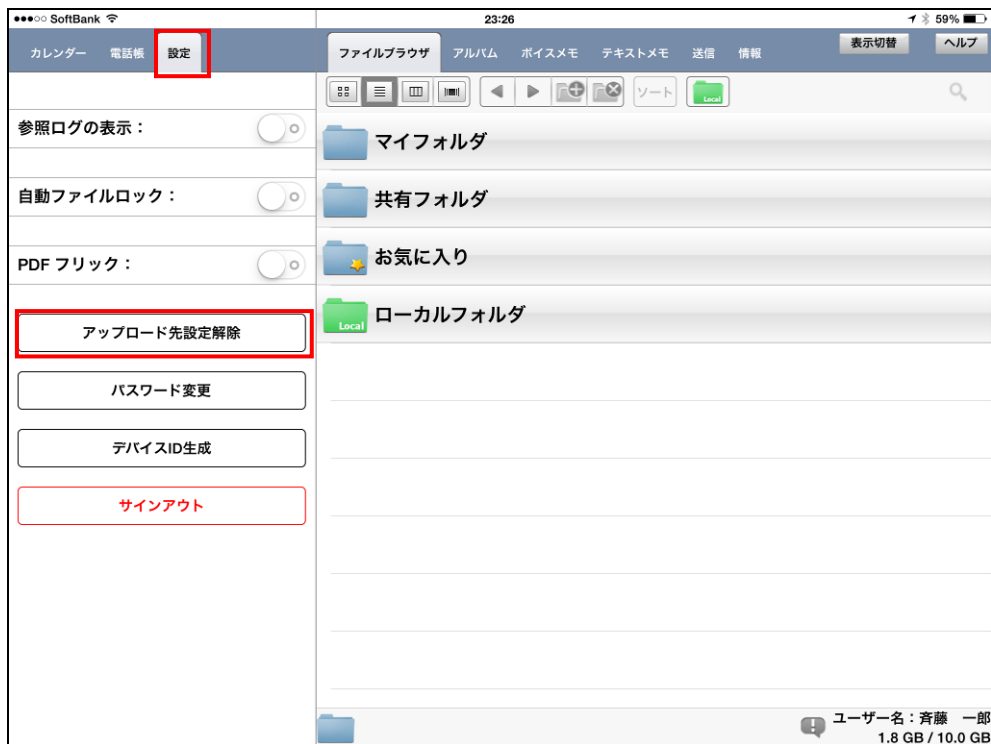 SoftBank 23:26 59%
カレンダー 電話帳 設定
ファイルブラウザ アルバム ボイスメモ テキストメモ 送信 情報 表示切替 ヘルプ
ソート Local
参照ログの表示：
自動ファイルロック：
PDF フリック：
アップロード先設定解除
パスワード変更
デバイスID生成
サインアウト
マイフォルダ
共有フォルダ
お気に入り
Local ローカルフォルダ
ユーザー名：斉藤　一郎
1.8 GB / 10.0 GB